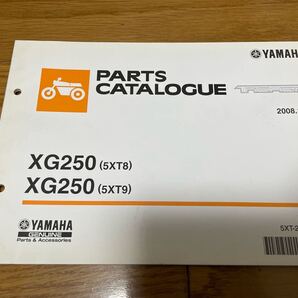 YAMAHA
PARTS
CATALOGUE
2008.
XG250 (5XT8)
XG250 (5XT9)
YAMAHA
GENUINE
Parts & Accessories
5XT-2